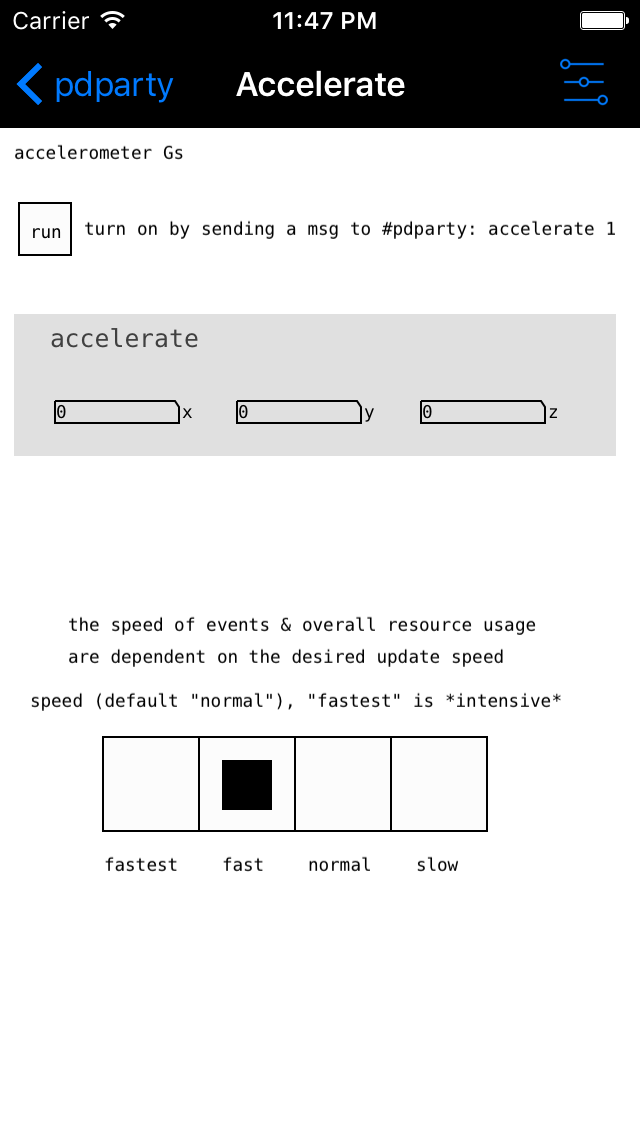 Carrier 11:47 PM
pdparty Accelerate
accelerometer Gs
run turn on by sending a msg to #pdparty: accelerate 1
accelerate
0 x 0 y 0 z
the speed of events & overall resource usage
are dependent on the desired update speed
speed (default "normal"), "fastest" is *intensive*
fastest fast normal slow